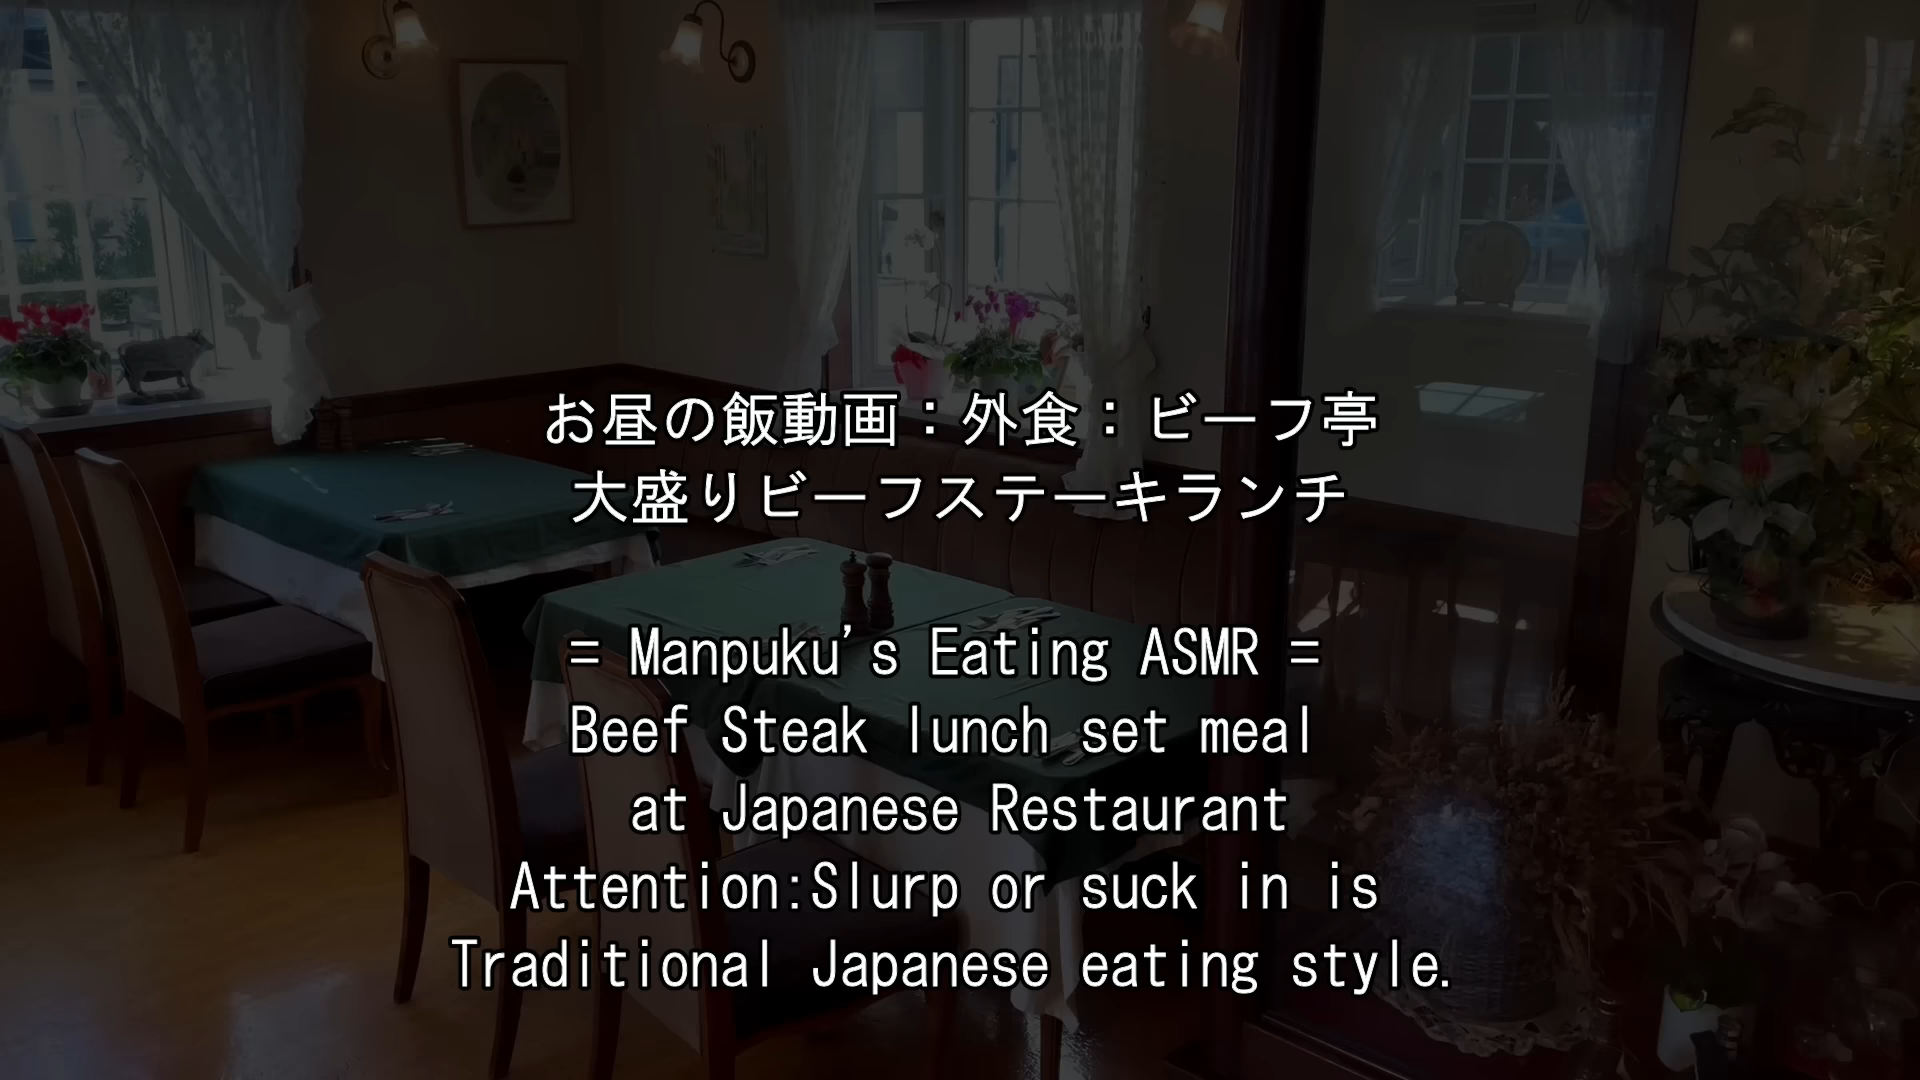 お昼の飯動画：外食：ビーフ亭
大盛りビーフステーキランチ
= Manpuku's Eating ASMR =
Beef Steak lunch set meal
at Japanese Restaurant
Attention:Slurp or suck in is
Traditional Japanese eating style.